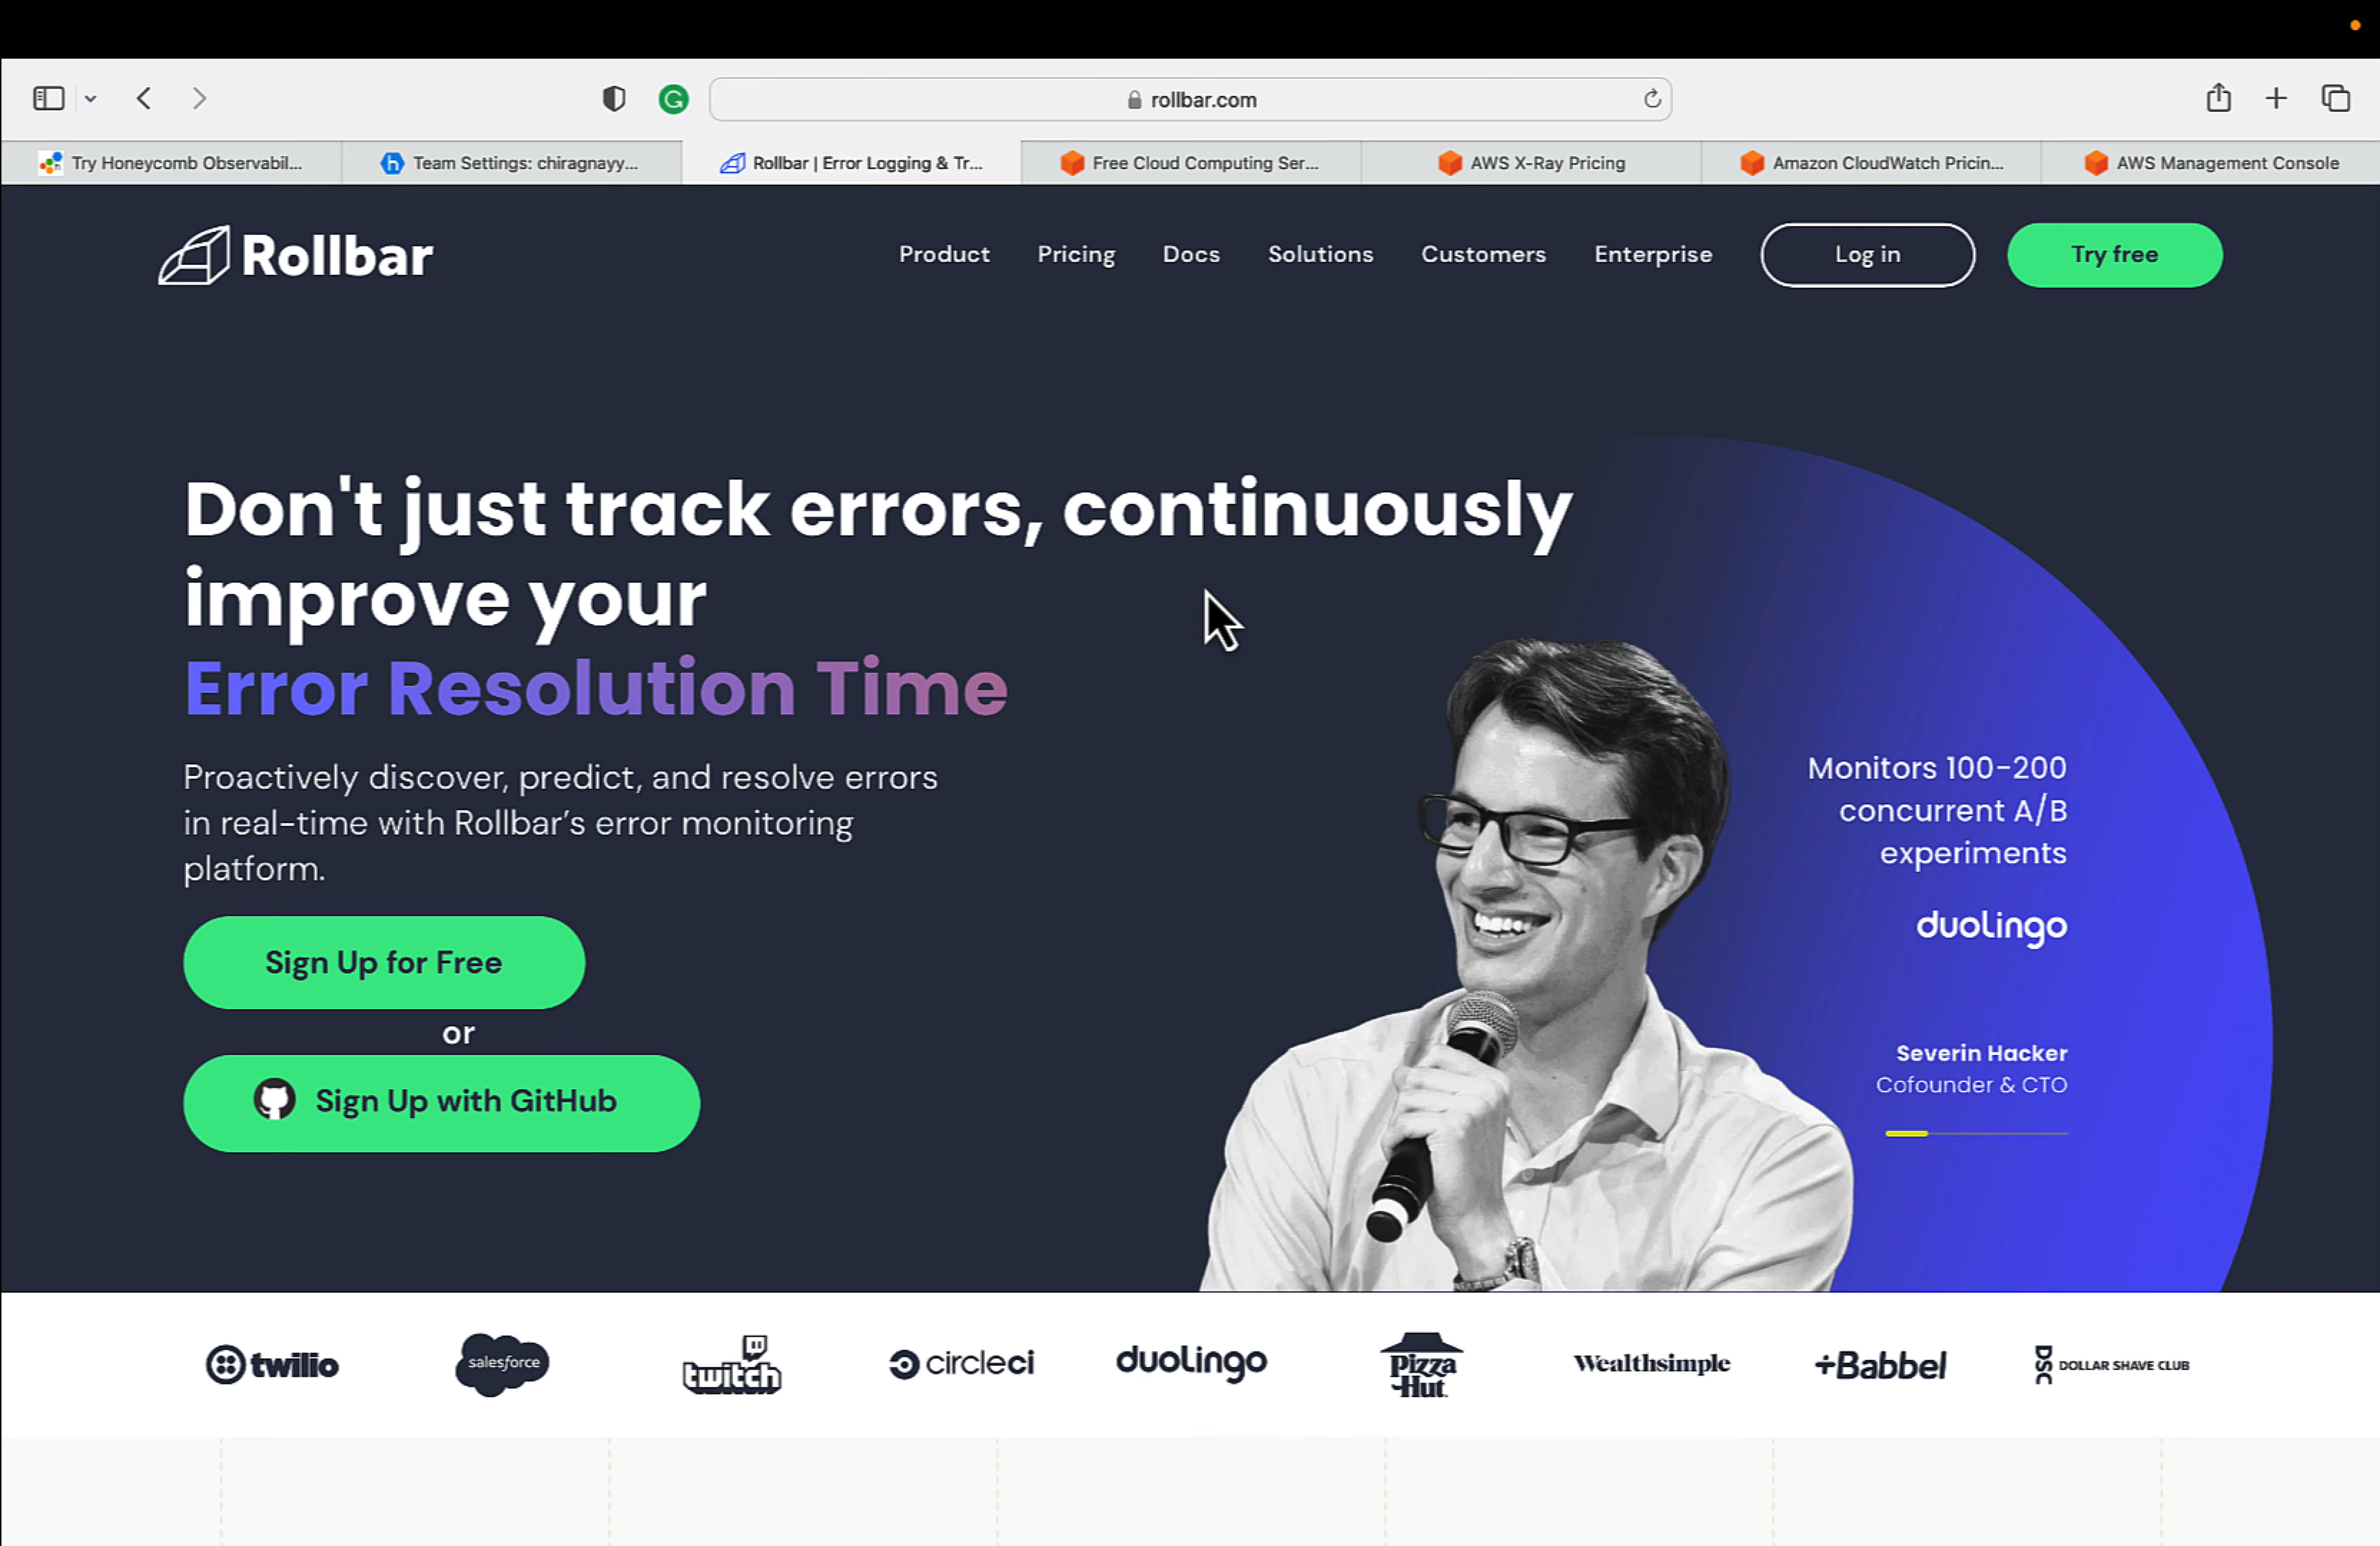 rollbar.com
Try Honeycomb Observabil...
Team Settings: chiragnayy...
Rollbar | Error Logging & Tr...
Free Cloud Computing Ser...
AWS X-Ray Pricing
Amazon CloudWatch Pricin...
AWS Management Console
Rollbar
Product
Pricing
Docs
Solutions
Customers
Enterprise
Log in
Try free
Don't just track errors, continuously
improve your
Error Resolution Time
Proactively discover, predict, and resolve errors
in real-time with Rollbar’s error monitoring
platform.
Sign Up for Free
or
Sign Up with GitHub
Monitors 100-200
concurrent A/B
experiments
duolingo
Severin Hacker
Cofounder & CTO
twilio
salesforce
twitch
circleci
duolingo
Pizza
Hut
Wealthsimple
+Babbel
DSC
DOLLAR SHAVE CLUB